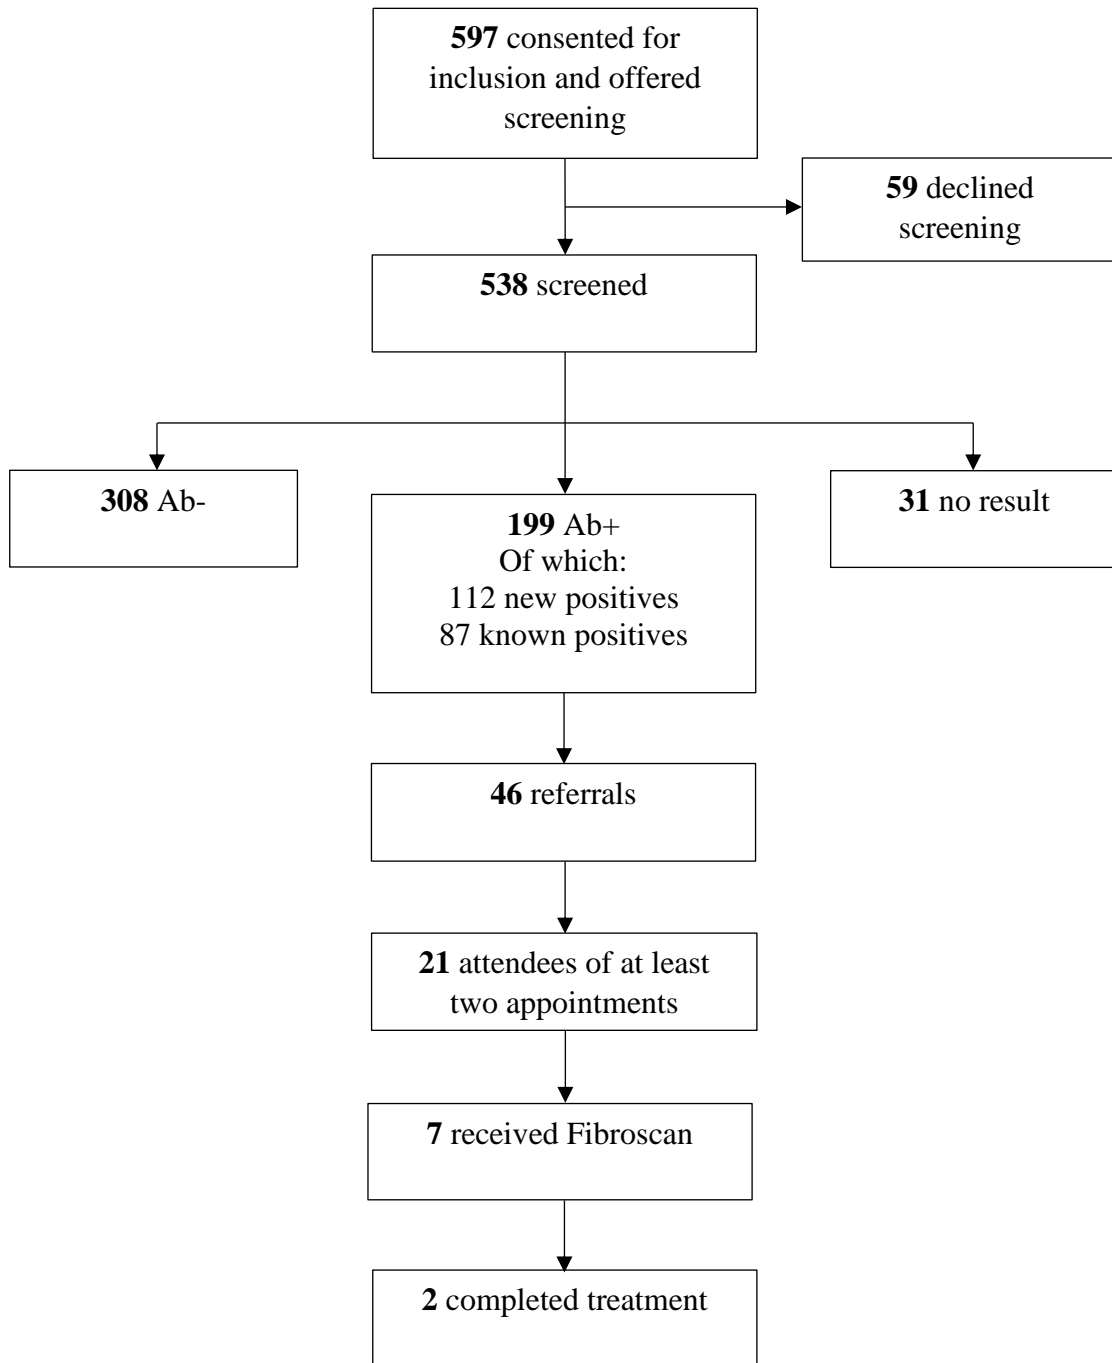 597 consented for
inclusion and offered
screening
59 declined
screening
538 screened
308 Ab-
199 Ab+
Of which:
112 new positives
87 known positives
31 no result
46 referrals
21 attendees of at least
two appointments
7 received Fibroscan
2 completed treatment